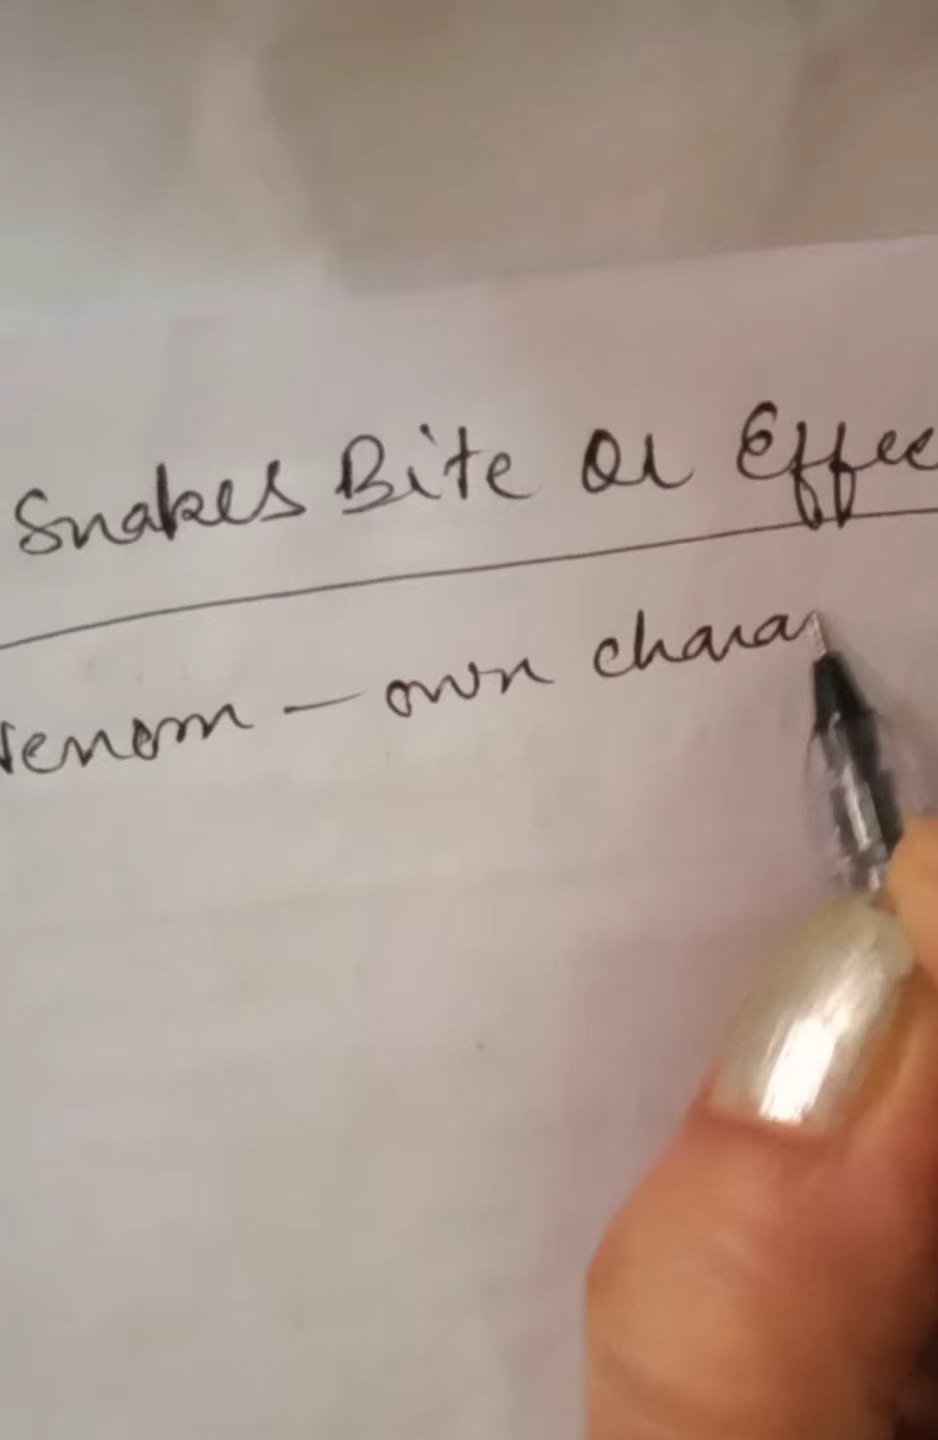 Snakes Bite Or Effec
Venom — own chara